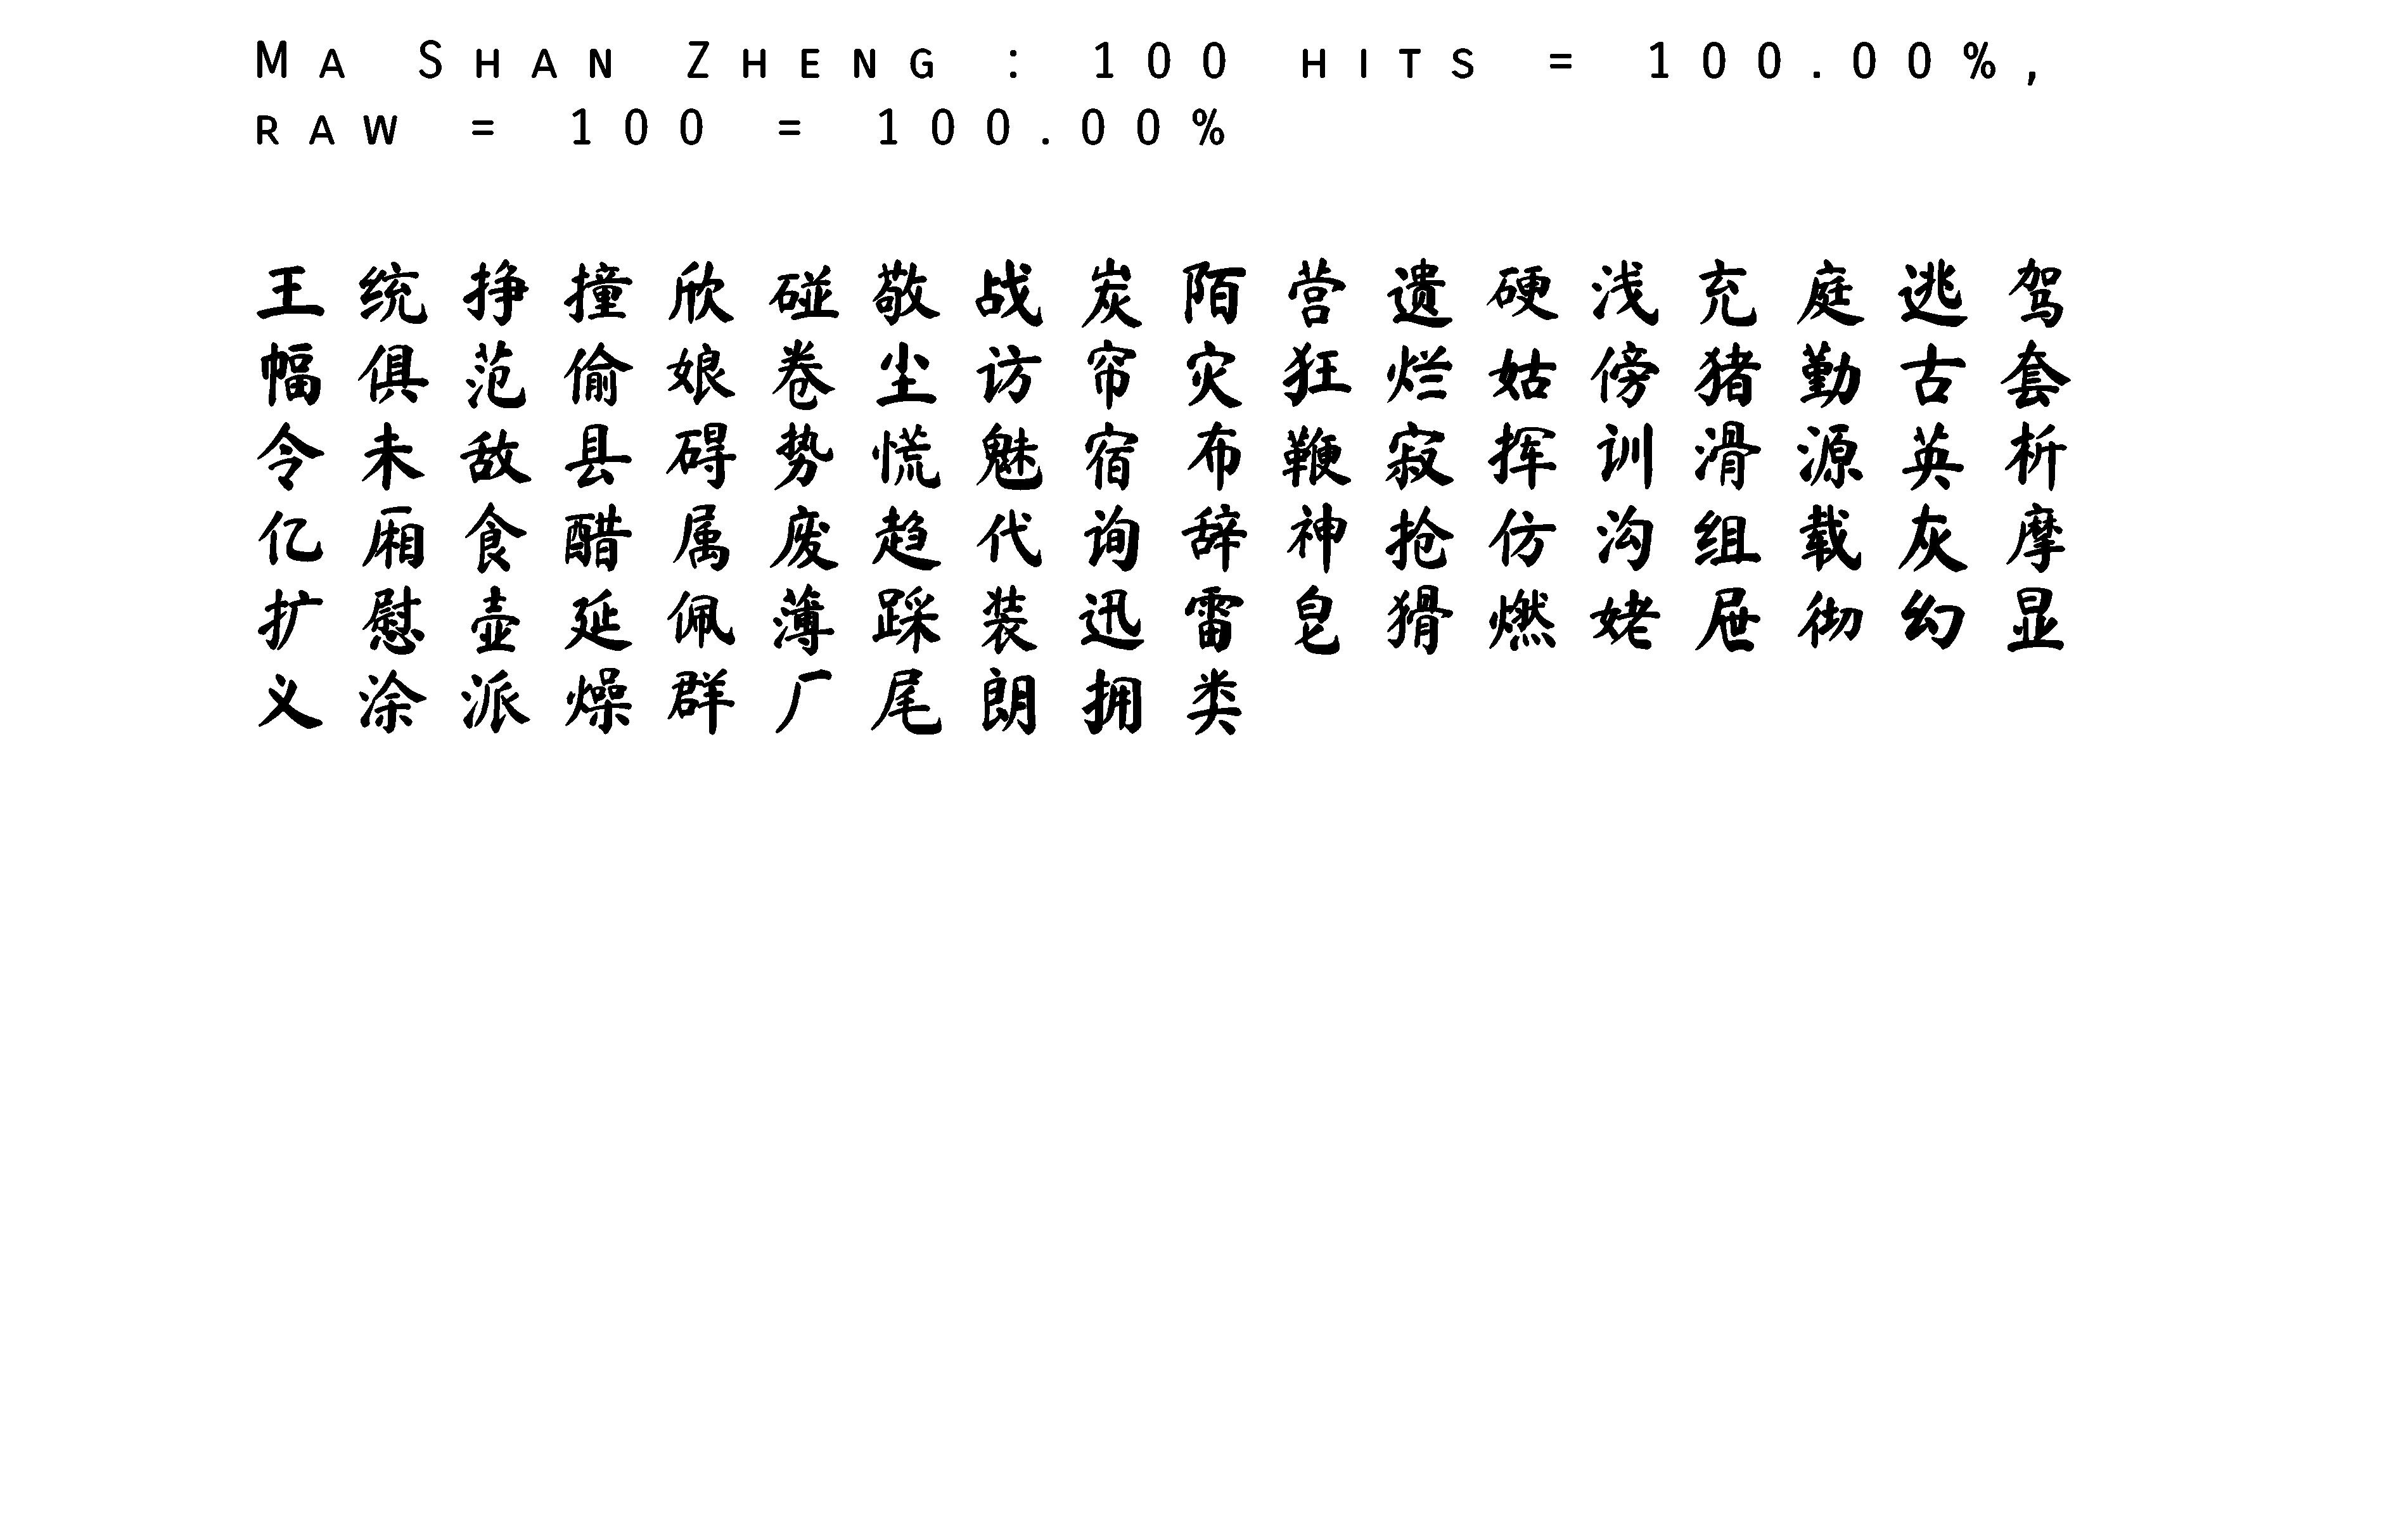 Ma Shan Zheng : 100 hits = 100.00%,
raw = 100 = 100.00%
王统挣撞欣碰敬战炭陌营遗硬浅充庭逃驾
幅俱范偷娘卷尘访帘灾狂烂姑傍猪勤古套
令未敌县碍势慌魅宿布鞭寂挥训滑源英析
亿厢食醋属废趋代询辞神抢仿沟组载灰摩
扩慰壶延佩薄踩装迅雷皂猾燃姥屉彻幻显
义涂派燥群厂尾朗拥类